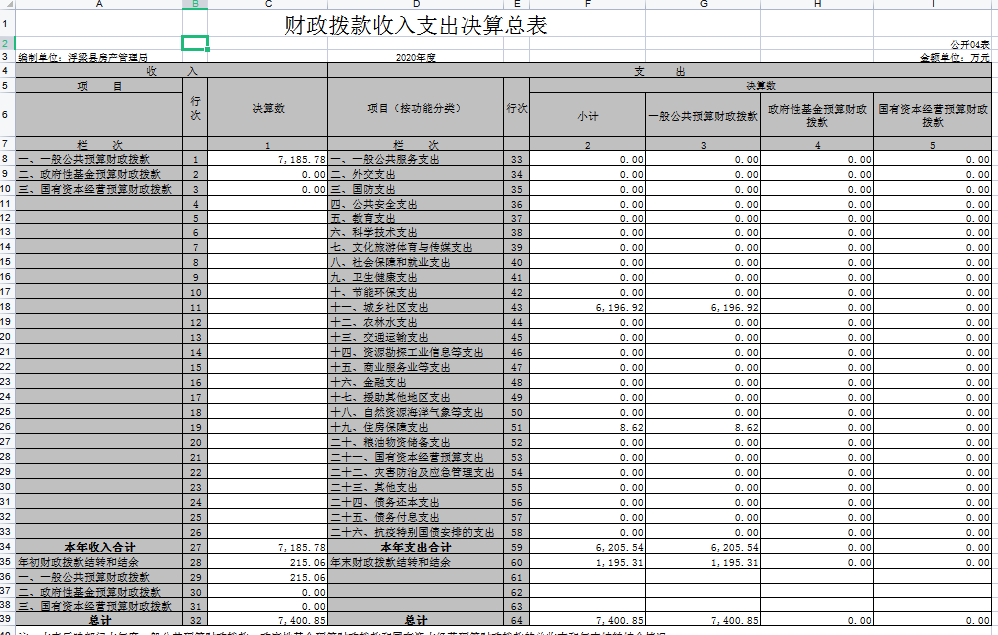 A B C D E F G H I
1 财政拨款收入支出决算总表
2 公开04表
3 编制单位：浮梁县房产管理局 2020年度 金额单位：万元
4 收 入 支 出
5 项 目 行次 决算数 项目（按功能分类） 行次 决算数
6 小计 一般公共预算财政拨款 政府性基金预算财政拨款 国有资本经营预算财政拨款
7 栏 次 1 栏 次 2 3 4 5
8 一、一般公共预算财政拨款 1 7,185.78 一、一般公共服务支出 33 0.00 0.00 0.00 0.00
9 二、政府性基金预算财政拨款 2 0.00 二、外交支出 34 0.00 0.00 0.00 0.00
10 三、国有资本经营预算财政拨款 3 0.00 三、国防支出 35 0.00 0.00 0.00 0.00
11 4 四、公共安全支出 36 0.00 0.00 0.00 0.00
12 5 五、教育支出 37 0.00 0.00 0.00 0.00
13 6 六、科学技术支出 38 0.00 0.00 0.00 0.00
14 7 七、文化旅游体育与传媒支出 39 0.00 0.00 0.00 0.00
15 8 八、社会保障和就业支出 40 0.00 0.00 0.00 0.00
16 9 九、卫生健康支出 41 0.00 0.00 0.00 0.00
17 10 十、节能环保支出 42 0.00 0.00 0.00 0.00
18 11 十一、城乡社区支出 43 6,196.92 6,196.92 0.00 0.00
19 12 十二、农林水支出 44 0.00 0.00 0.00 0.00
20 13 十三、交通运输支出 45 0.00 0.00 0.00 0.00
21 14 十四、资源勘探工业信息等支出 46 0.00 0.00 0.00 0.00
22 15 十五、商业服务业等支出 47 0.00 0.00 0.00 0.00
23 16 十六、金融支出 48 0.00 0.00 0.00 0.00
24 17 十七、援助其他地区支出 49 0.00 0.00 0.00 0.00
25 18 十八、自然资源海洋气象等支出 50 0.00 0.00 0.00 0.00
26 19 十九、住房保障支出 51 8.62 8.62 0.00 0.00
27 20 二十、粮油物资储备支出 52 0.00 0.00 0.00 0.00
28 21 二十一、国有资本经营预算支出 53 0.00 0.00 0.00 0.00
29 22 二十二、灾害防治及应急管理支出 54 0.00 0.00 0.00 0.00
30 23 二十三、其他支出 55 0.00 0.00 0.00 0.00
31 24 二十四、债务还本支出 56 0.00 0.00 0.00 0.00
32 25 二十五、债务付息支出 57 0.00 0.00 0.00 0.00
33 26 二十六、抗疫特别国债安排的支出 58 0.00 0.00 0.00 0.00
34 本年收入合计 27 7,185.78 本年支出合计 59 6,205.54 6,205.54 0.00 0.00
35 年初财政拨款结转和结余 28 215.06 年末财政拨款结转和结余 60 1,195.31 1,195.31 0.00 0.00
36 一、一般公共预算财政拨款 29 215.06 61
37 二、政府性基金预算财政拨款 30 0.00 62
38 三、国有资本经营预算财政拨款 31 0.00 63
39 总计 32 7,400.85 总计 64 7,400.85 7,400.85 0.00 0.00